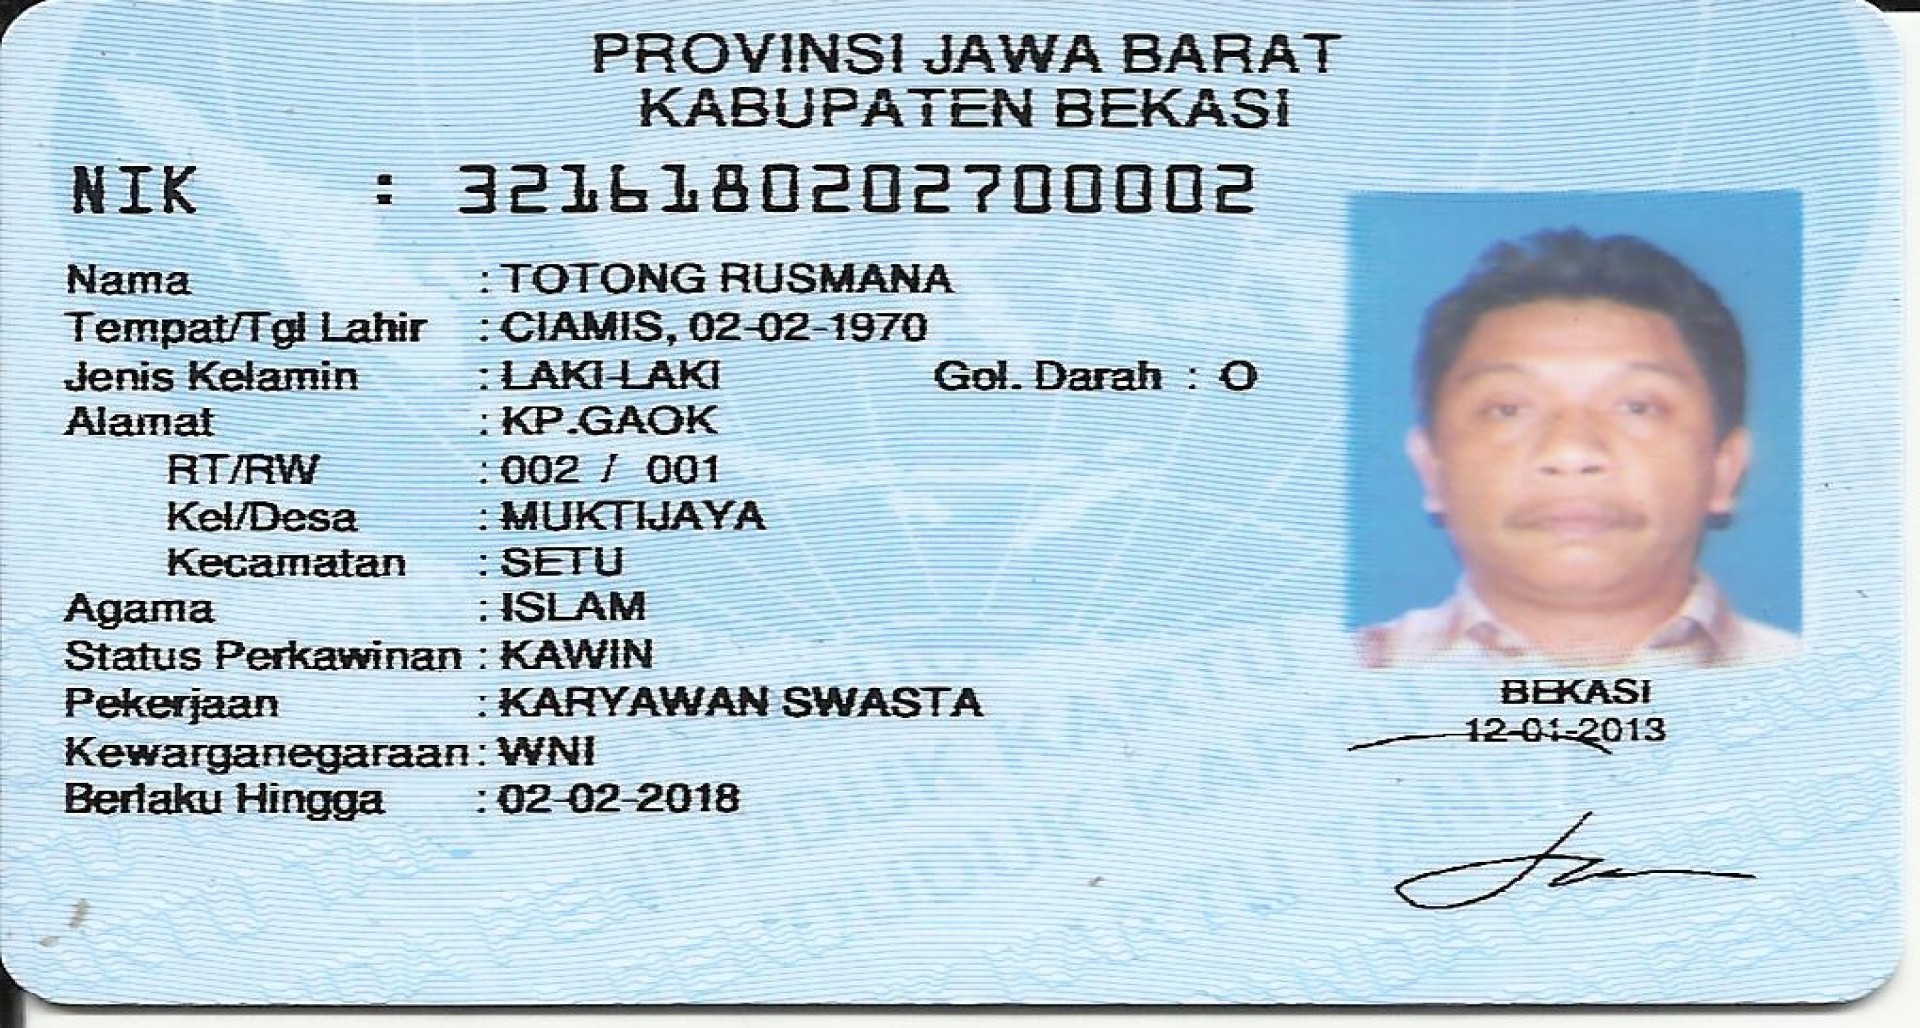 PROVINSI JAWA BARAT
KABUPATEN BEKASI
NIK : 3216180202700002
Nama : TOTONG RUSMANA
Tempat/Tgl Lahir : CIAMIS, 02-02-1970
Jenis Kelamin : LAKI-LAKI Gol. Darah : O
Alamat : KP.GAOK
RT/RW : 002 / 001
Kel/Desa : MUKTIJAYA
Kecamatan : SETU
Agama : ISLAM
Status Perkawinan : KAWIN
Pekerjaan : KARYAWAN SWASTA
Kewarganegaraan : WNI
Berlaku Hingga : 02-02-2018
BEKASI
12-01-2013